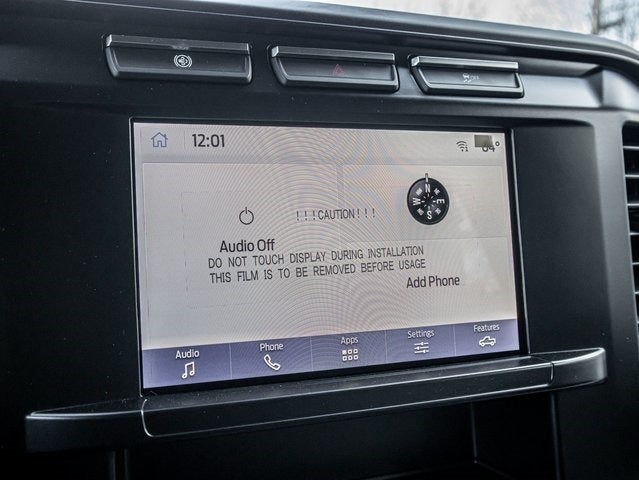 OFF
12:01
N
W E
S
! ! ! CAUTION ! ! !
Audio Off
DO NOT TOUCH DISPLAY DURING INSTALLATION
THIS FILM IS TO BE REMOVED BEFORE USAGE
Add Phone
Audio Phone Apps Settings Features